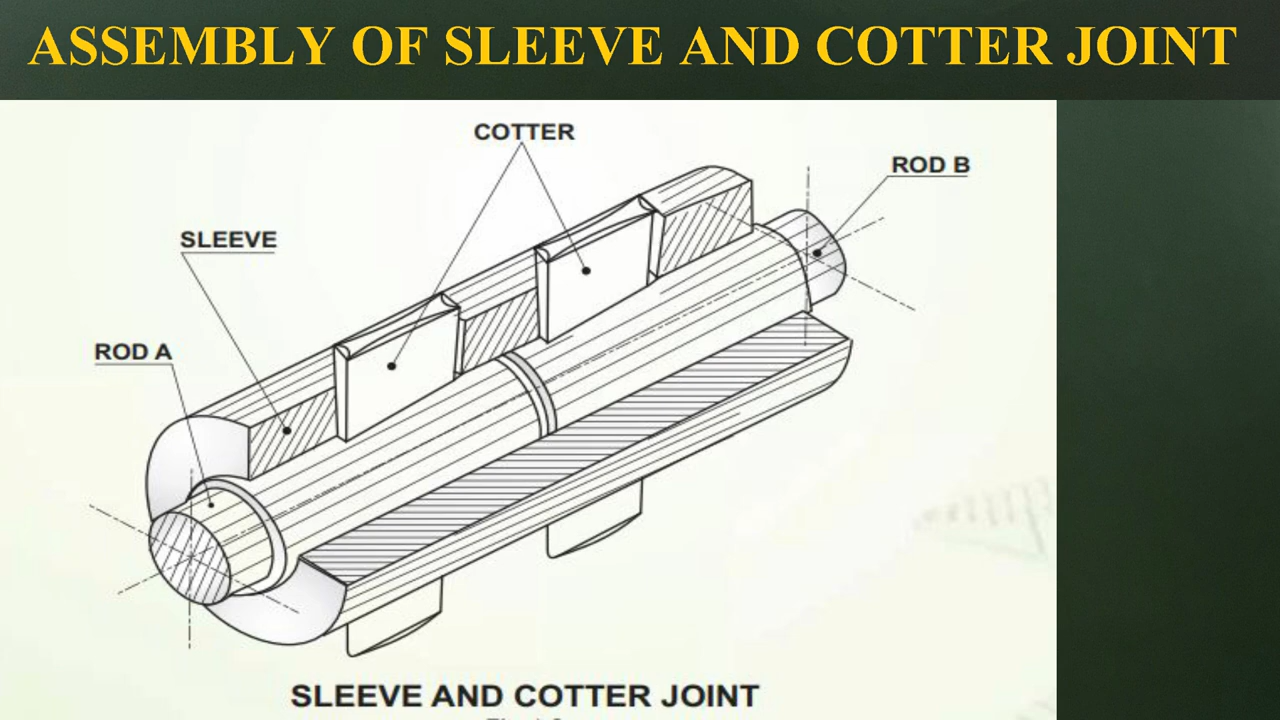 ASSEMBLY OF SLEEVE AND COTTER JOINT
COTTER
ROD B
SLEEVE
ROD A
SLEEVE AND COTTER JOINT